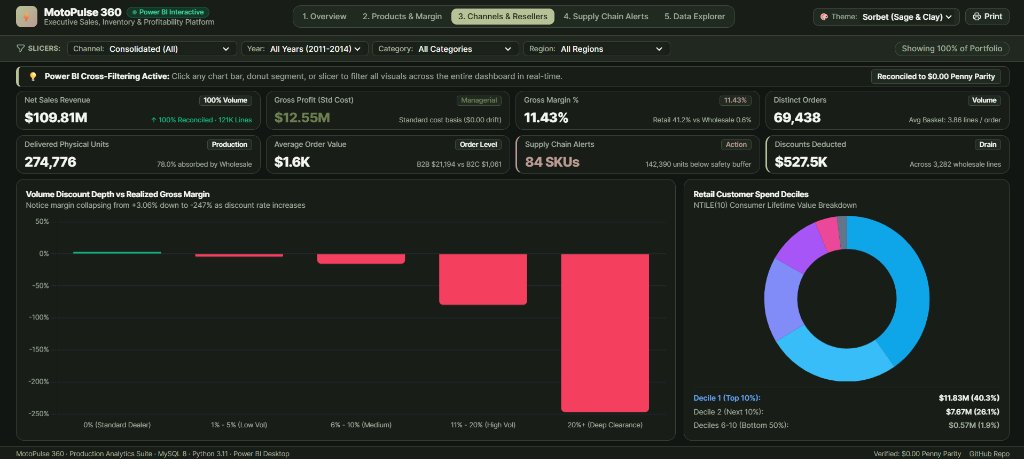 MotoPulse 360
Power BI Interactive
Executive Sales, Inventory & Profitability Platform
1. Overview
2. Products & Margin
3. Channels & Resellers
4. Supply Chain Alerts
5. Data Explorer
Theme: Sorbet (Sage & Clay)
Print
SLICERS:
Channel: Consolidated (All)
Year: All Years (2011-2014)
Category: All Categories
Region: All Regions
Showing 100% of Portfolio
Power BI Cross-Filtering Active: Click any chart bar, donut segment, or slicer to filter all visuals across the entire dashboard in real-time.
Reconciled to $0.00 Penny Parity
Net Sales Revenue
100% Volume
$109.81M
↑ 100% Reconciled · 121K Lines
Gross Profit (Std Cost)
Managerial
$12.55M
Standard cost basis ($0.00 drift)
Gross Margin %
11.43%
11.43%
Retail 41.2% vs Wholesale 0.6%
Distinct Orders
Volume
69,438
Avg Basket: 3.86 lines / order
Delivered Physical Units
Production
274,776
78.0% absorbed by Wholesale
Average Order Value
Order Level
$1.6K
B2B $21,194 vs B2C $1,061
Supply Chain Alerts
Action
84 SKUs
142,390 units below safety buffer
Discounts Deducted
Drain
$527.5K
Across 3,282 wholesale lines
Volume Discount Depth vs Realized Gross Margin
Notice margin collapsing from +3.06% down to -247% as discount rate increases
50%
0%
-50%
-100%
-150%
-200%
-250%
0% (Standard Dealer)
1% - 5% (Low Vol)
6% - 10% (Medium)
11% - 20% (High Vol)
20%+ (Deep Clearance)
Retail Customer Spend Deciles
NTILE(10) Consumer Lifetime Value Breakdown
Decile 1 (Top 10%): $11.83M (40.3%)
Decile 2 (Next 10%): $7.67M (26.1%)
Deciles 6-10 (Bottom 50%): $0.57M (1.9%)
MotoPulse 360 · Production Analytics Suite · MySQL 8 · Python 3.11 · Power BI Desktop
Verified: $0.00 Penny Parity
GitHub Repo